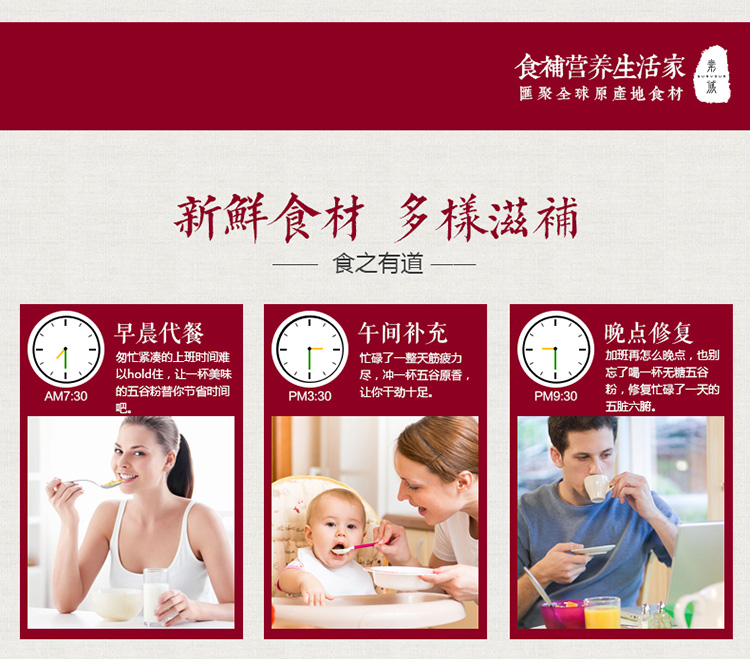 食補营养生活家
匯聚全球原產地食材
新鮮食材 多樣滋補
食之有道
早晨代餐
匆忙紧凑的上班时间难
以hold住，让一杯美味
的五谷粉替你节省时间
吧。
AM7:30
午间补充
忙碌了一整天筋疲力
尽，冲一杯五谷原香，
让你干劲十足。
PM3:30
晚点修复
加班再怎么晚点，也别
忘了喝一杯无糖五谷
粉，修复忙碌了一天的
五脏六腑。
PM9:30